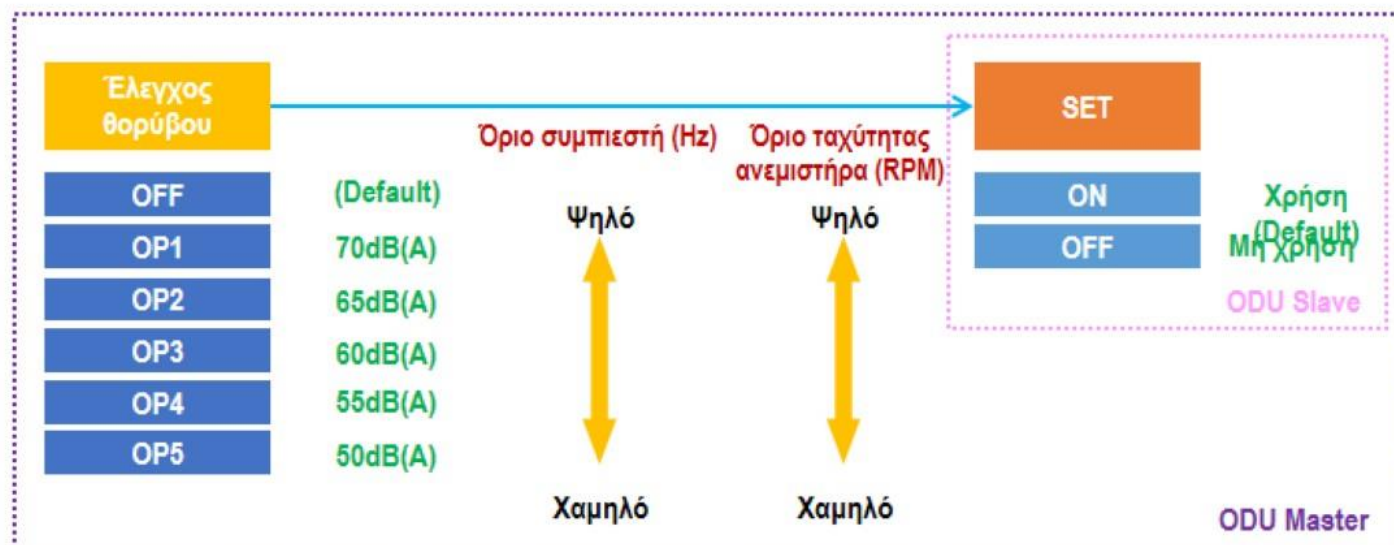 Έλεγχος
θορύβου
SET
Όριο συμπιεστή (Hz)
Όριο ταχύτητας
ανεμιστήρα (RPM)
OFF
(Default)
Ψηλό
Ψηλό
ON
Χρήση
(Default)
OP1
70dB(A)
OFF
Μη χρήση
OP2
65dB(A)
ODU Slave
OP3
60dB(A)
OP4
55dB(A)
OP5
50dB(A)
Χαμηλό
Χαμηλό
ODU Master